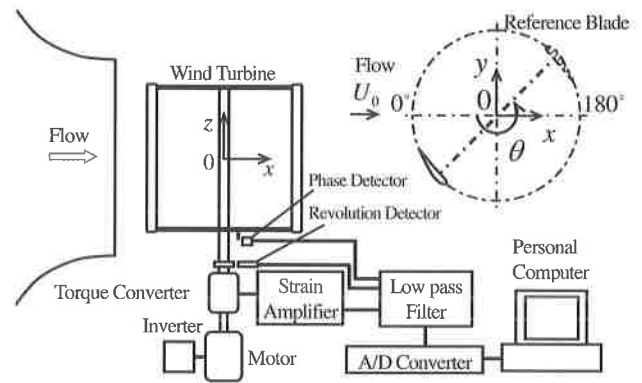 Reference Blade
Wind Turbine
Flow
U₀
0°
180°
y
0
x
θ
Flow
z
0
x
Phase Detector
Revolution Detector
Torque Converter
Strain
Amplifier
Low pass
Filter
Personal
Computer
Inverter
Motor
A/D Converter